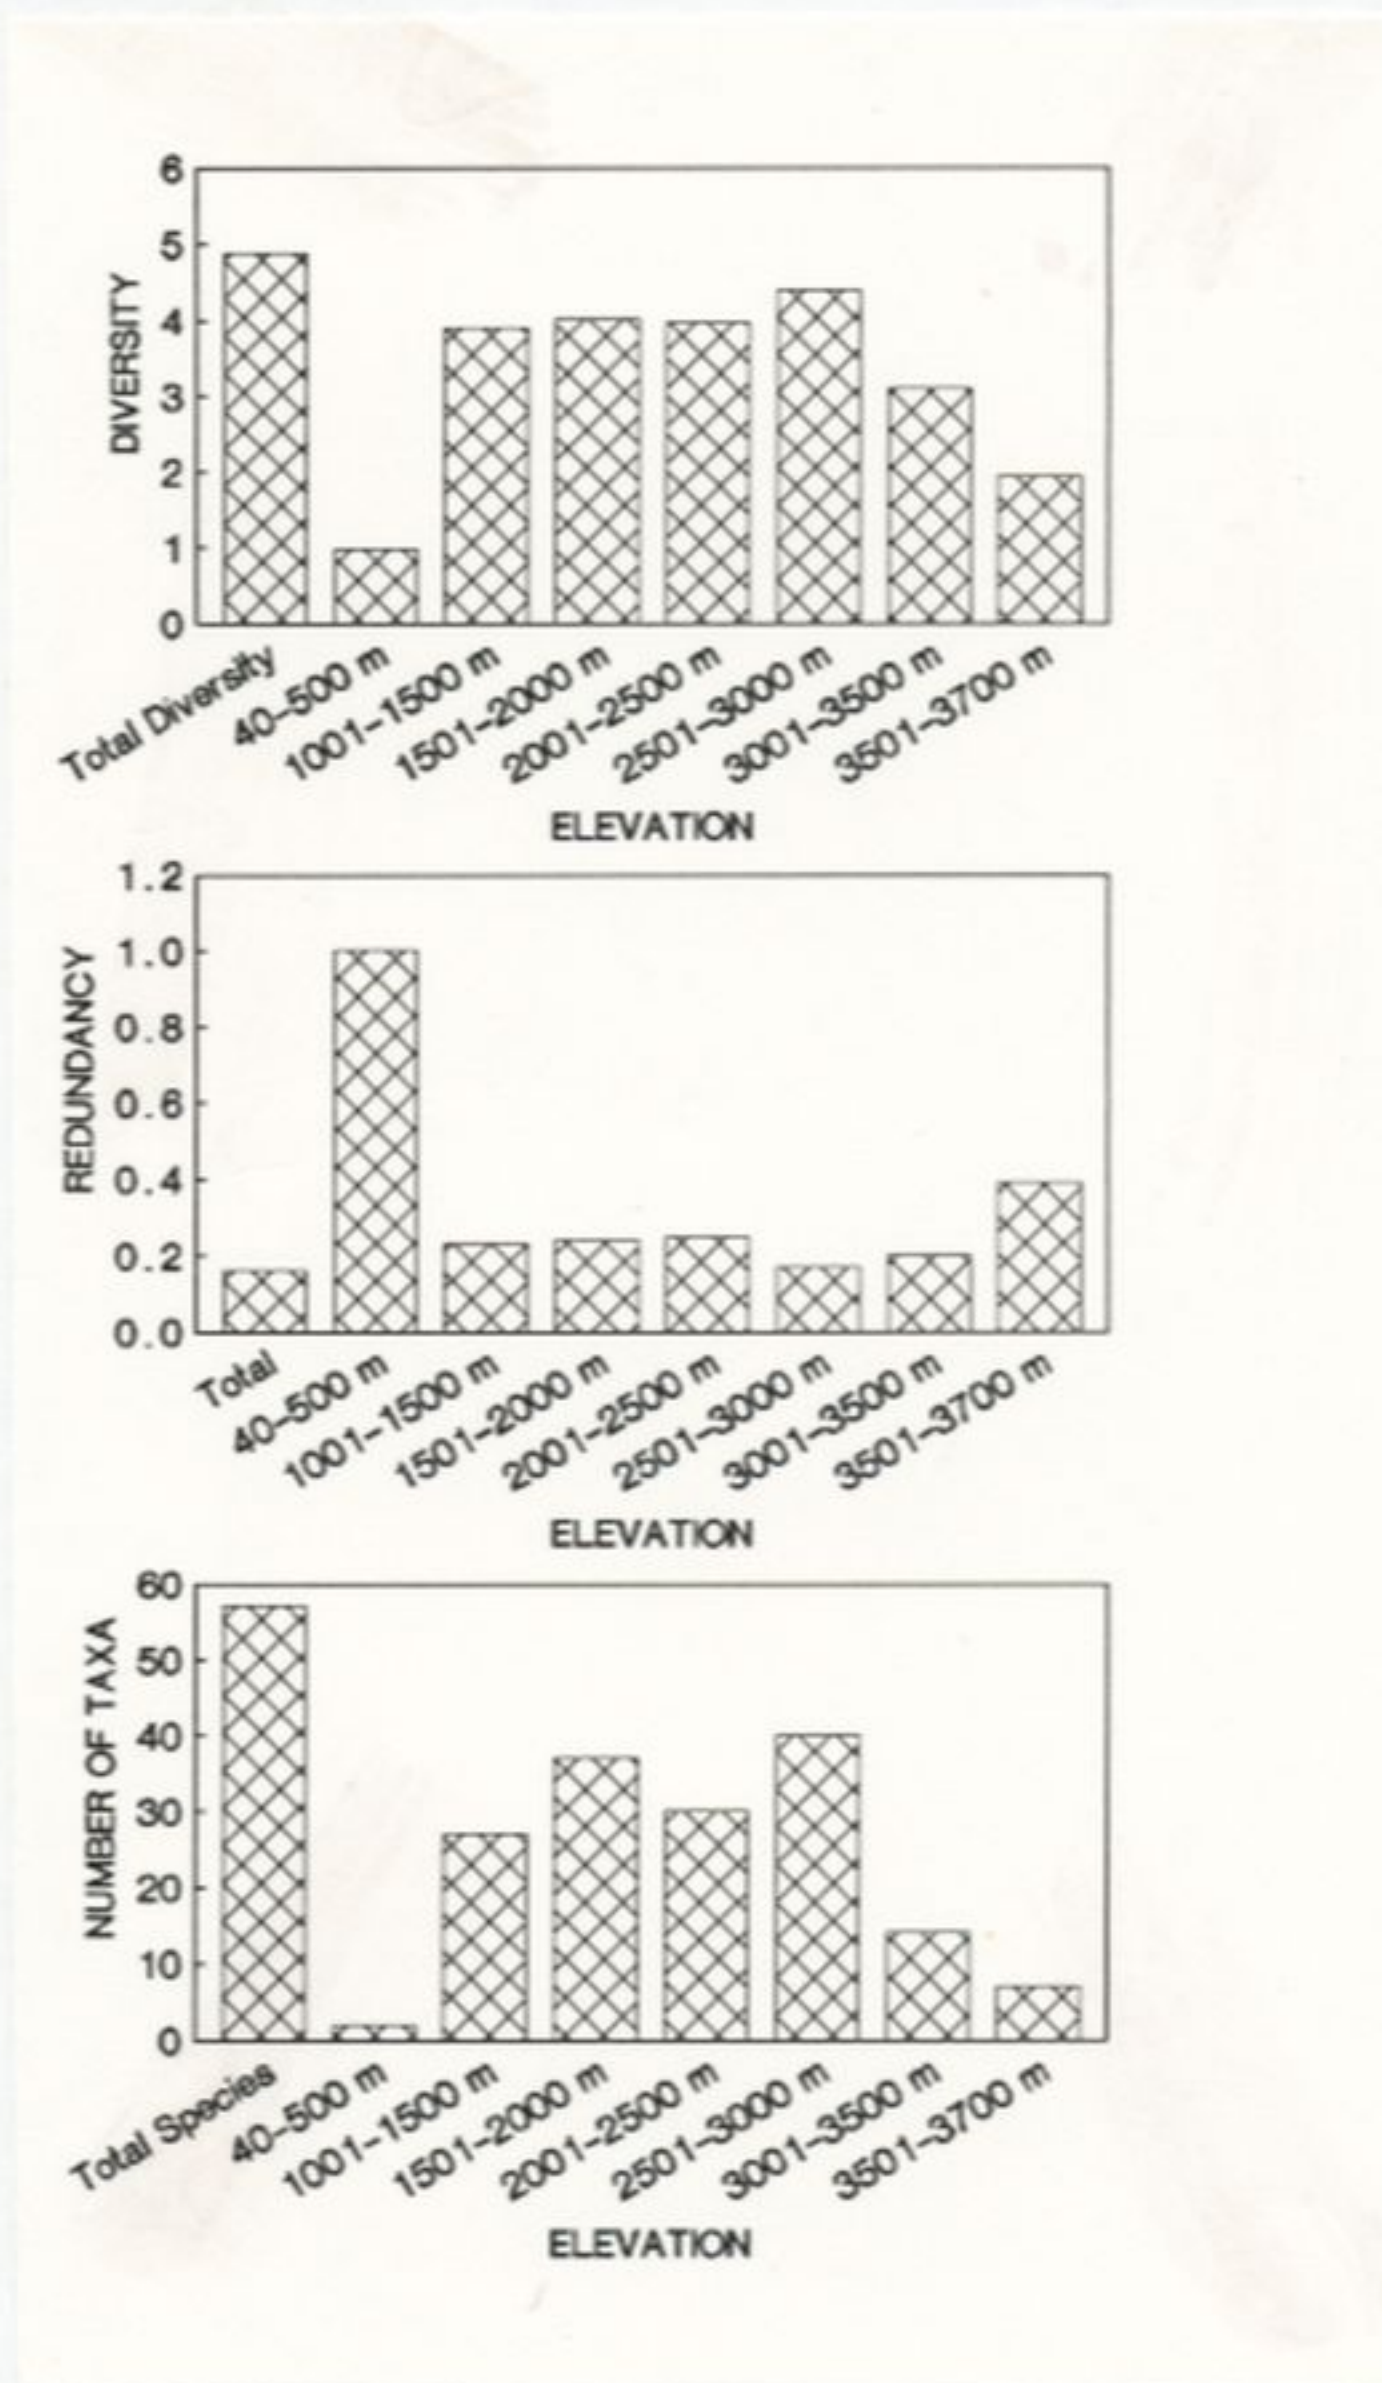 6
5
4
3
2
1
0
DIVERSITY
Total Diversity
40-500 m
1001-1500 m
1501-2000 m
2001-2500 m
2501-3000 m
3001-3500 m
3501-3700 m
ELEVATION
1.2
1.0
0.8
0.6
0.4
0.2
0.0
REDUNDANCY
Total
40-500 m
1001-1500 m
1501-2000 m
2001-2500 m
2501-3000 m
3001-3500 m
3501-3700 m
ELEVATION
60
50
40
30
20
10
0
NUMBER OF TAXA
Total Species
40-500 m
1001-1500 m
1501-2000 m
2001-2500 m
2501-3000 m
3001-3500 m
3501-3700 m
ELEVATION